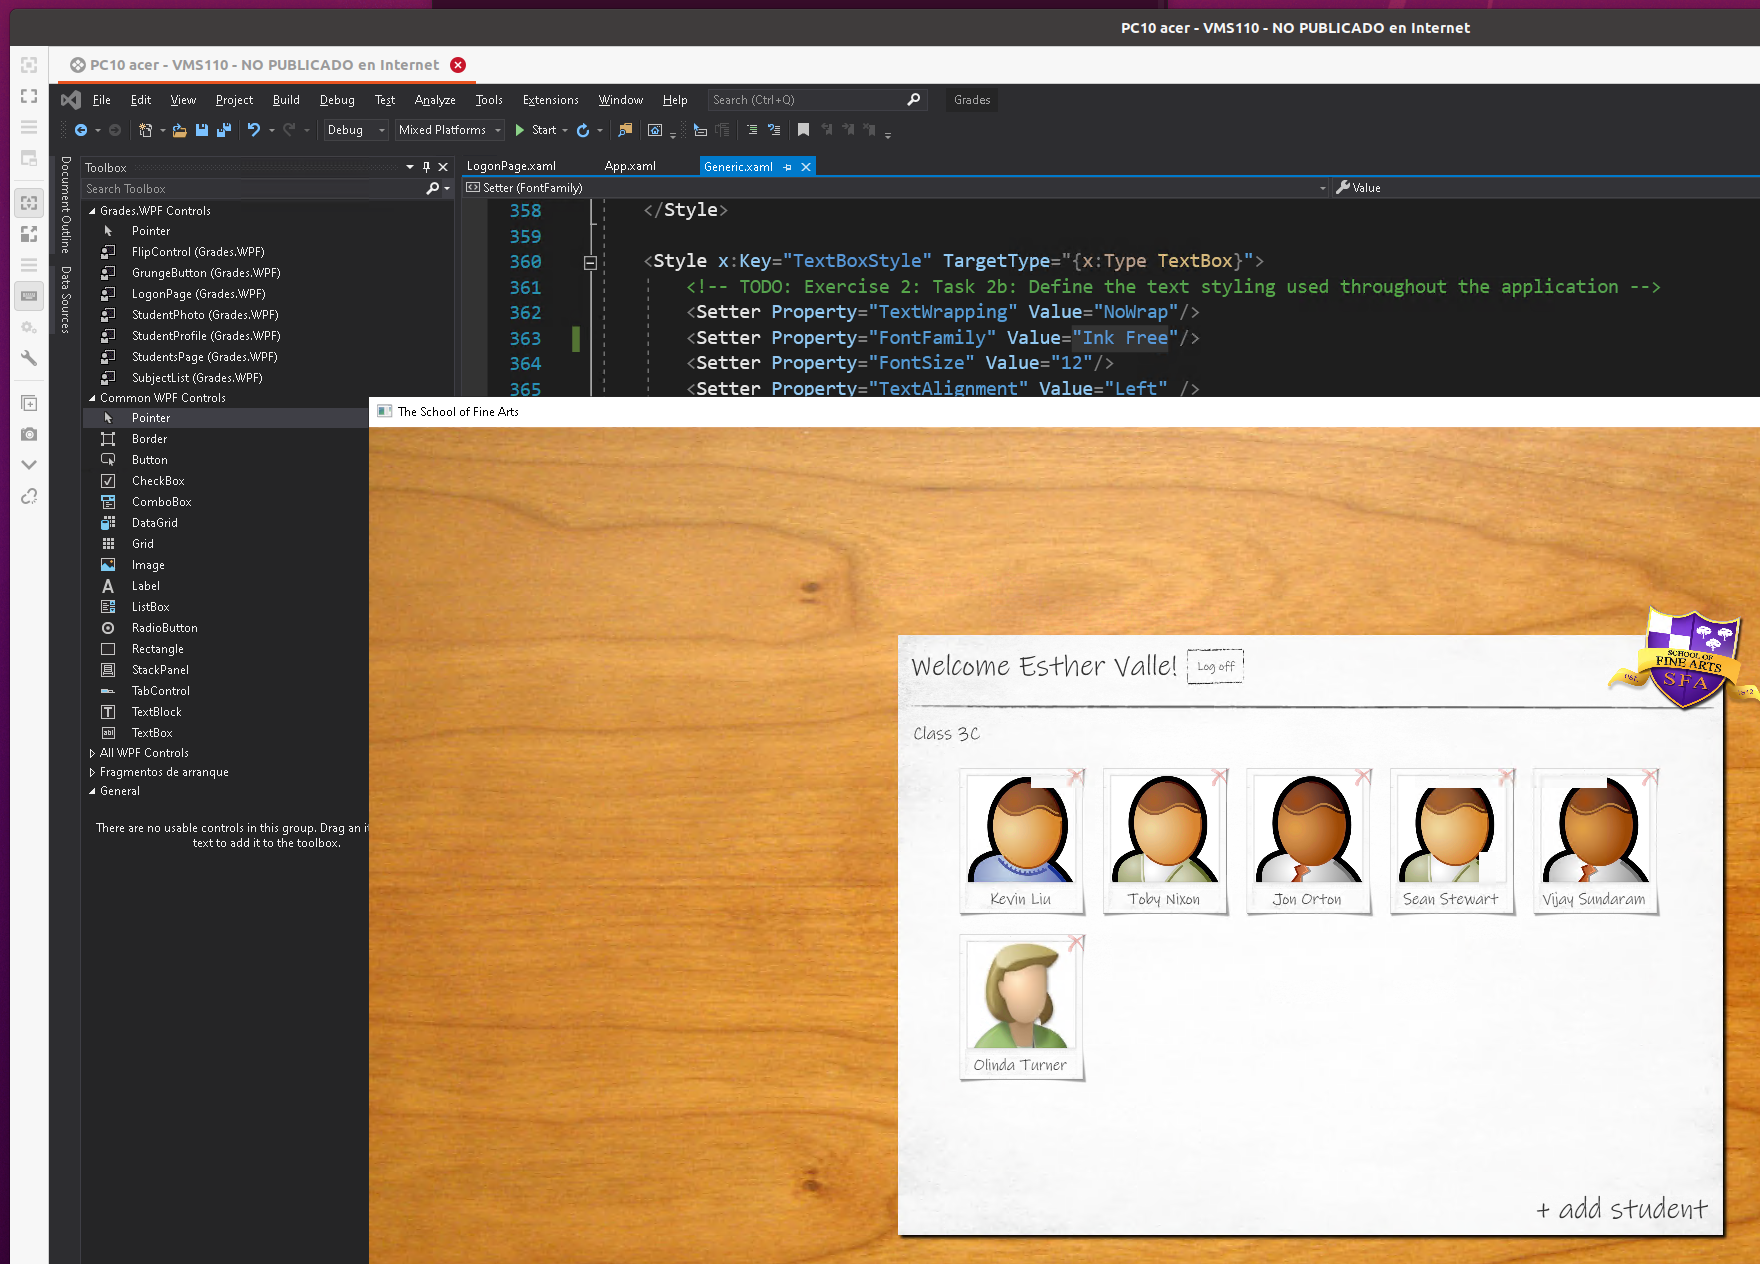 PC10 acer - VMS110 - NO PUBLICADO en Internet
PC10 acer - VMS110 - NO PUBLICADO en Internet
File Edit View Project Build Debug Test Analyze Tools Extensions Window Help Search (Ctrl+Q) Grades
Debug Mixed Platforms Start
Document Outline
Data Sources
Toolbox
Search Toolbox
Grades.WPF Controls
Pointer
FlipControl (Grades.WPF)
GrungeButton (Grades.WPF)
LogonPage (Grades.WPF)
StudentPhoto (Grades.WPF)
StudentProfile (Grades.WPF)
StudentsPage (Grades.WPF)
SubjectList (Grades.WPF)
Common WPF Controls
Pointer
Border
Button
CheckBox
ComboBox
DataGrid
Grid
Image
Label
ListBox
RadioButton
Rectangle
StackPanel
TabControl
TextBlock
TextBox
All WPF Controls
Fragmentos de arranque
General
There are no usable controls in this group. Drag an
text to add it to the toolbox.
LogonPage.xaml App.xaml Generic.xaml
Setter (FontFamily) Value
358 </Style>
359
360 <Style x:Key="TextBoxStyle" TargetType="{x:Type TextBox}">
361 <!-- TODO: Exercise 2: Task 2b: Define the text styling used throughout the application -->
362 <Setter Property="TextWrapping" Value="NoWrap"/>
363 <Setter Property="FontFamily" Value="Ink Free"/>
364 <Setter Property="FontSize" Value="12"/>
365 <Setter Property="TextAlignment" Value="Left" />
The School of Fine Arts
Welcome Esther Valle! Log off
SCHOOL OF
FINE ARTS
SFA
Class 3C
Kevin Liu
Toby Nixon
Jon Orton
Sean Stewart
Vijay Sundaram
Olinda Turner
+ add student